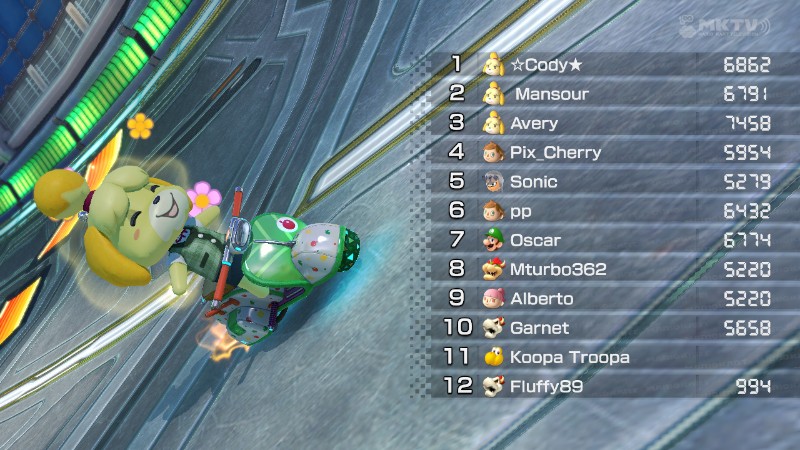 MKTV
1 ☆Cody★ 6862
2 Mansour 6791
3 Avery 7458
4 Pix_Cherry 5954
5 Sonic 5279
6 pp 6432
7 Oscar 6774
8 Mturbo362 5220
9 Alberto 5220
10 Garnet 5658
11 Koopa Troopa
12 Fluffy89 994